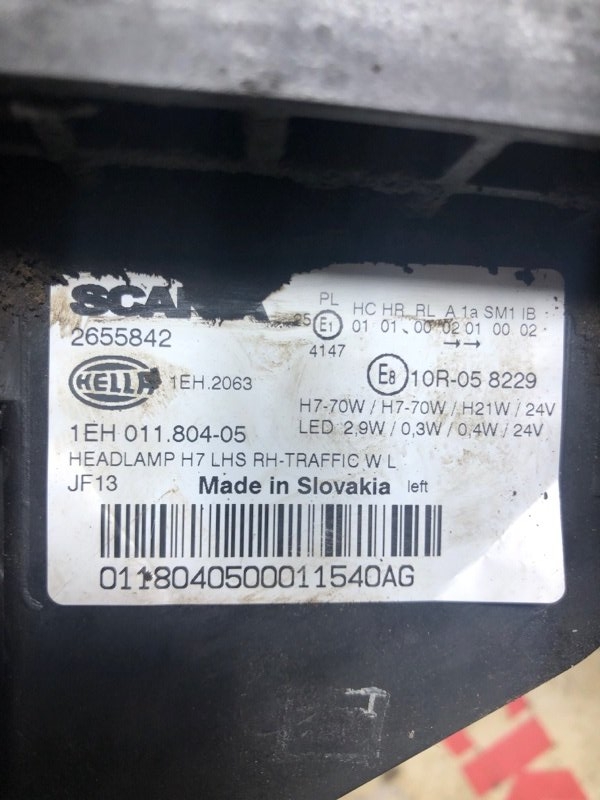 SCA
2655842
HELLA
1EH.2063
1EH 011.804-05
HEADLAMP H7 LHS RH-TRAFFIC W L
JF13
Made in Slovakia
left
PL
25 E1
4147
HC HR RL A 1a SM1 IB
01 01 00 02 01 00 02
→→
E8 10R-05 8229
H7-70W / H7-70W / H21W / 24V
LED 2,9W / 0,3W / 0,4W / 24V
0118040500011540AG